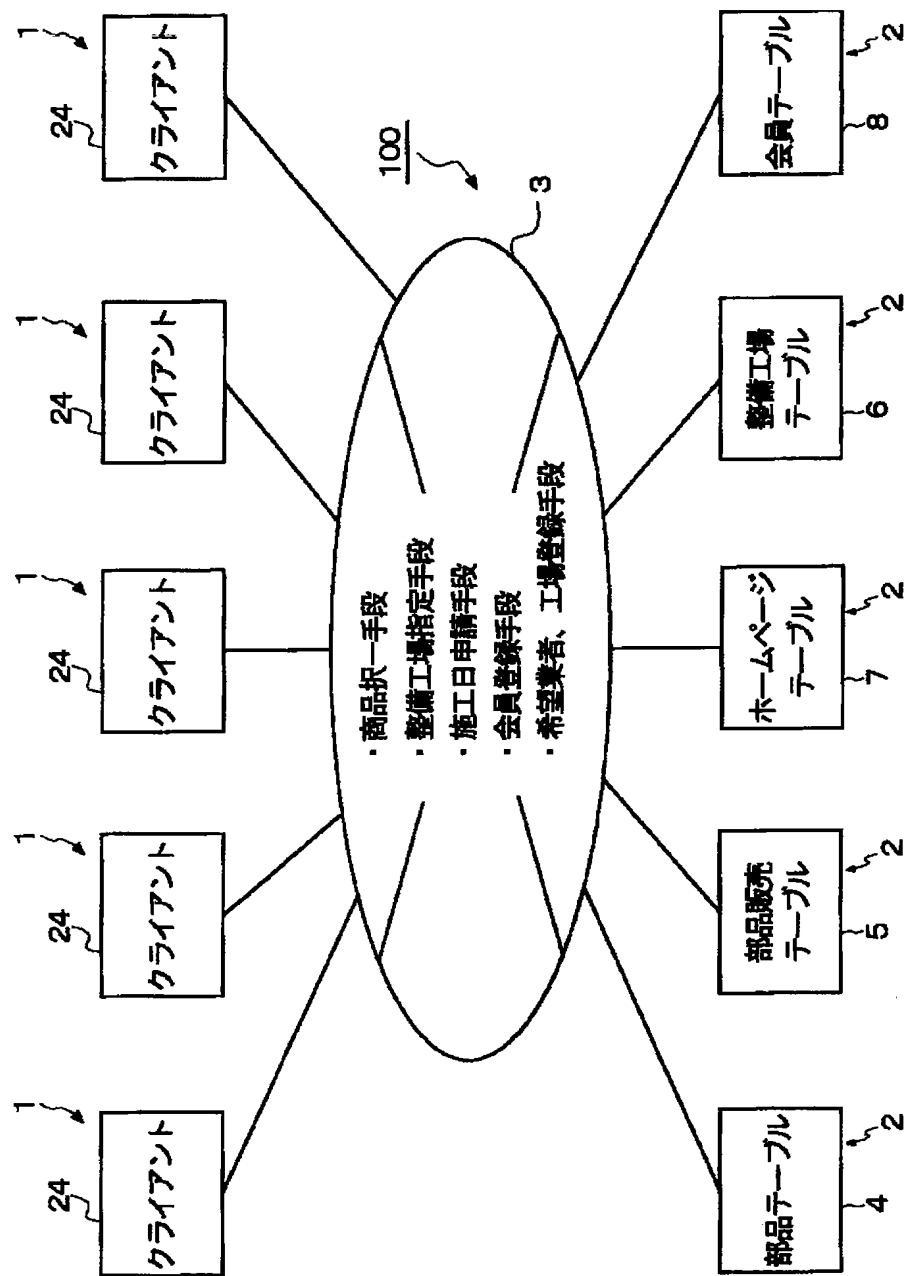 1 1 1 1 1
24 24 24 24 24
クライアント クライアント クライアント クライアント クライアント
100
3
・商品択一手段
・整備工場指定手段
・施工日申請手段
・会員登録手段
・希望業者、工場登録手段
部品テーブル
部品販売
テーブル
ホームページ
テーブル
整備工場
テーブル
会員テーブル
4 2 5 2 7 2 6 2 8 2